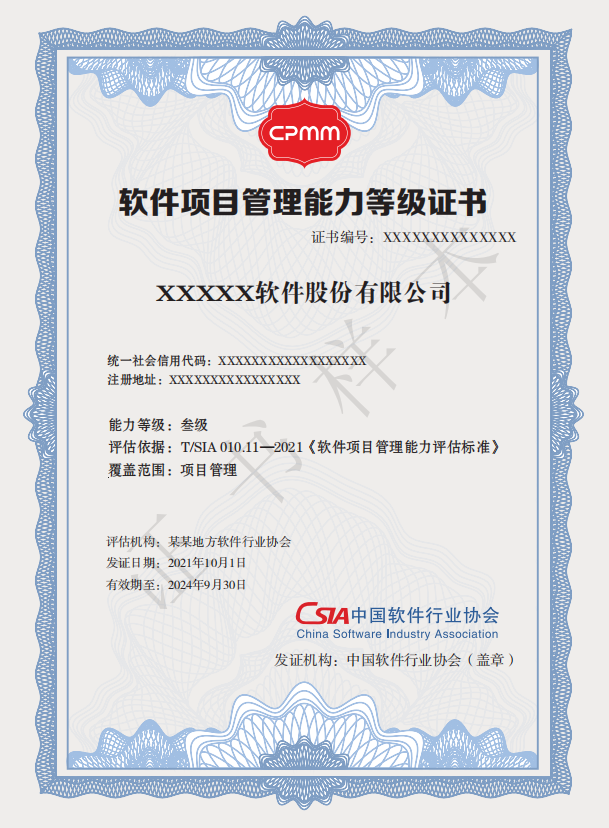 CPMM
软件项目管理能力等级证书
证书编号：XXXXXXXXXXXXXX
XXXXX软件股份有限公司
统一社会信用代码：XXXXXXXXXXXXXXXXXX
注册地址：XXXXXXXXXXXXXXXX
能力等级：叁级
评估依据：T/SIA 010.11—2021《软件项目管理能力评估标准》
覆盖范围：项目管理
评估机构：某某地方软件行业协会
发证日期：2021年10月1日
有效期至：2024年9月30日
CSIA中国软件行业协会
China Software Industry Association
发证机构：中国软件行业协会（盖章）
证书样本